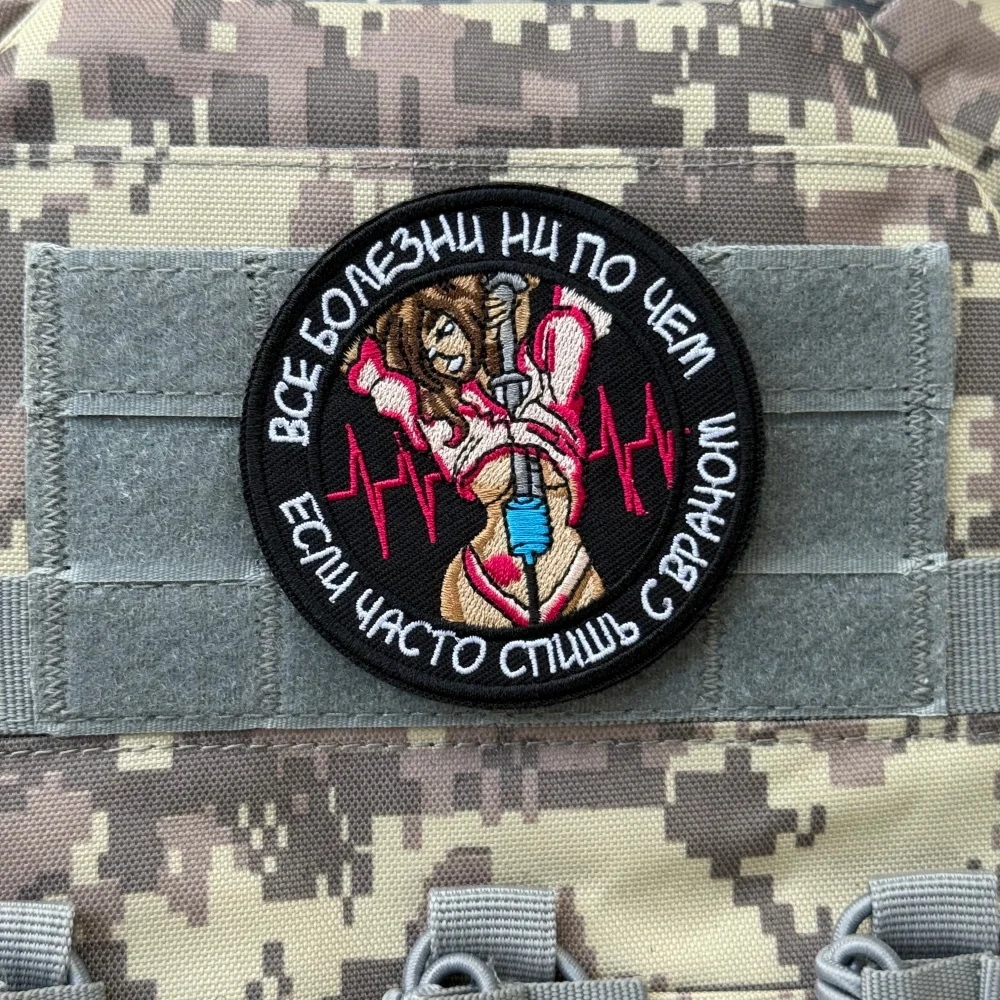 ВСЕ БОЛЕЗНИ НИ ПО ЧЕМ
ЕСЛИ ЧАСТО СПИШЬ С ВРАЧОМ